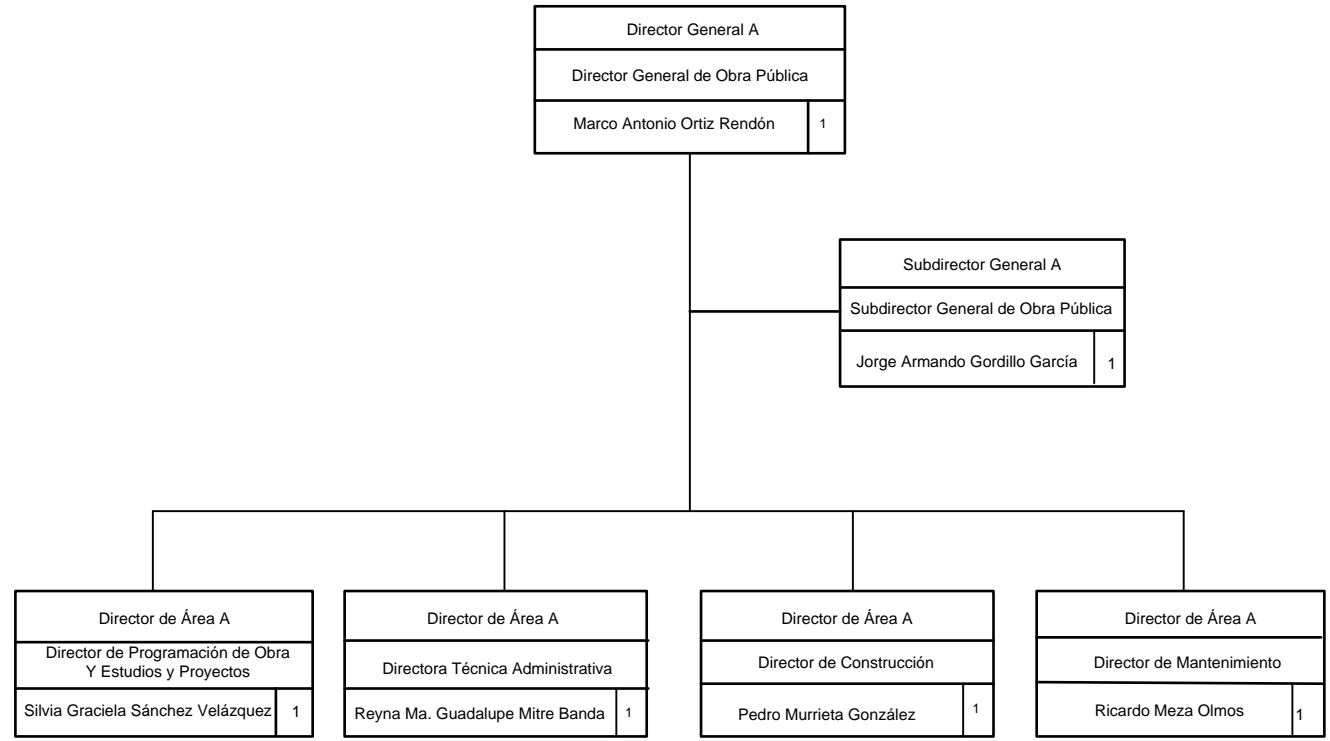 Director General A
Director General de Obra Pública
Marco Antonio Ortiz Rendón 1
Subdirector General A
Subdirector General de Obra Pública
Jorge Armando Gordillo García 1
Director de Área A
Director de Programación de Obra
Y Estudios y Proyectos
Silvia Graciela Sánchez Velázquez 1
Director de Área A
Directora Técnica Administrativa
Reyna Ma. Guadalupe Mitre Banda 1
Director de Área A
Director de Construcción
Pedro Murrieta González 1
Director de Área A
Director de Mantenimiento
Ricardo Meza Olmos 1